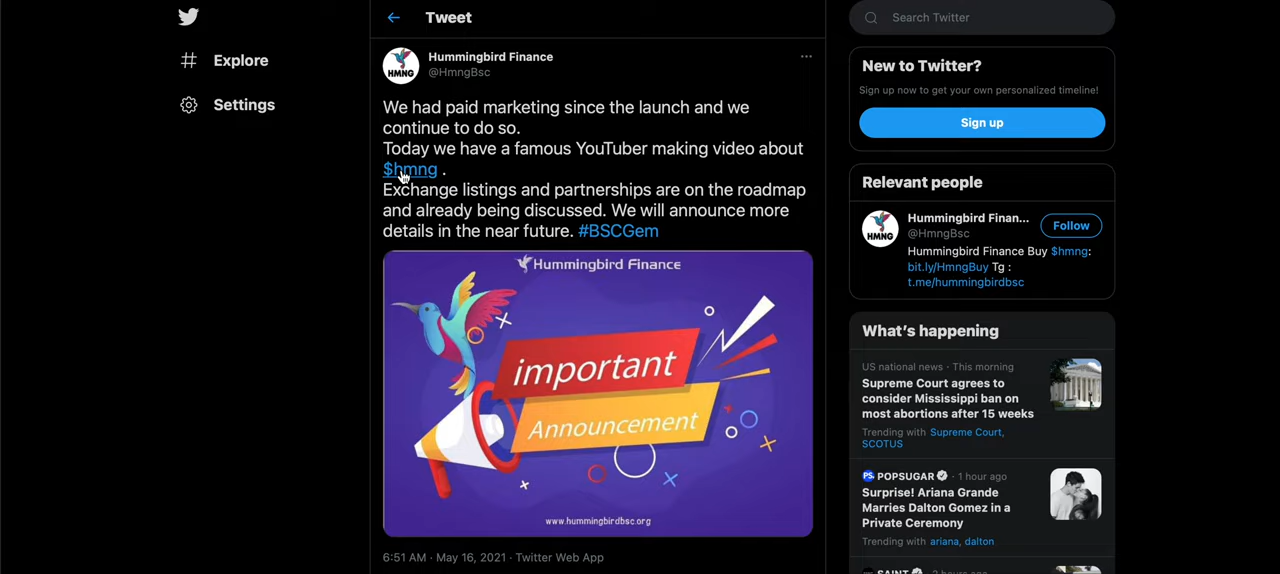 Tweet
Search Twitter
Explore
Settings
Hummingbird Finance
@HmngBsc
HMNG
We had paid marketing since the launch and we
continue to do so.
Today we have a famous YouTuber making video about
$hmng .
Exchange listings and partnerships are on the roadmap
and already being discussed. We will announce more
details in the near future. #BSCGem
Hummingbird Finance
important
Announcement
www.hummingbirdbsc.org
6:51 AM · May 16, 2021 · Twitter Web App
New to Twitter?
Sign up now to get your own personalized timeline!
Sign up
Relevant people
HMNG
Hummingbird Finan...
@HmngBsc
Follow
Hummingbird Finance Buy $hmng:
bit.ly/HmngBuy Tg :
t.me/hummingbirdbsc
What's happening
US national news · This morning
Supreme Court agrees to
consider Mississippi ban on
most abortions after 15 weeks
Trending with Supreme Court,
SCOTUS
PS POPSUGAR · 1 hour ago
Surprise! Ariana Grande
Marries Dalton Gomez in a
Private Ceremony
Trending with ariana, dalton